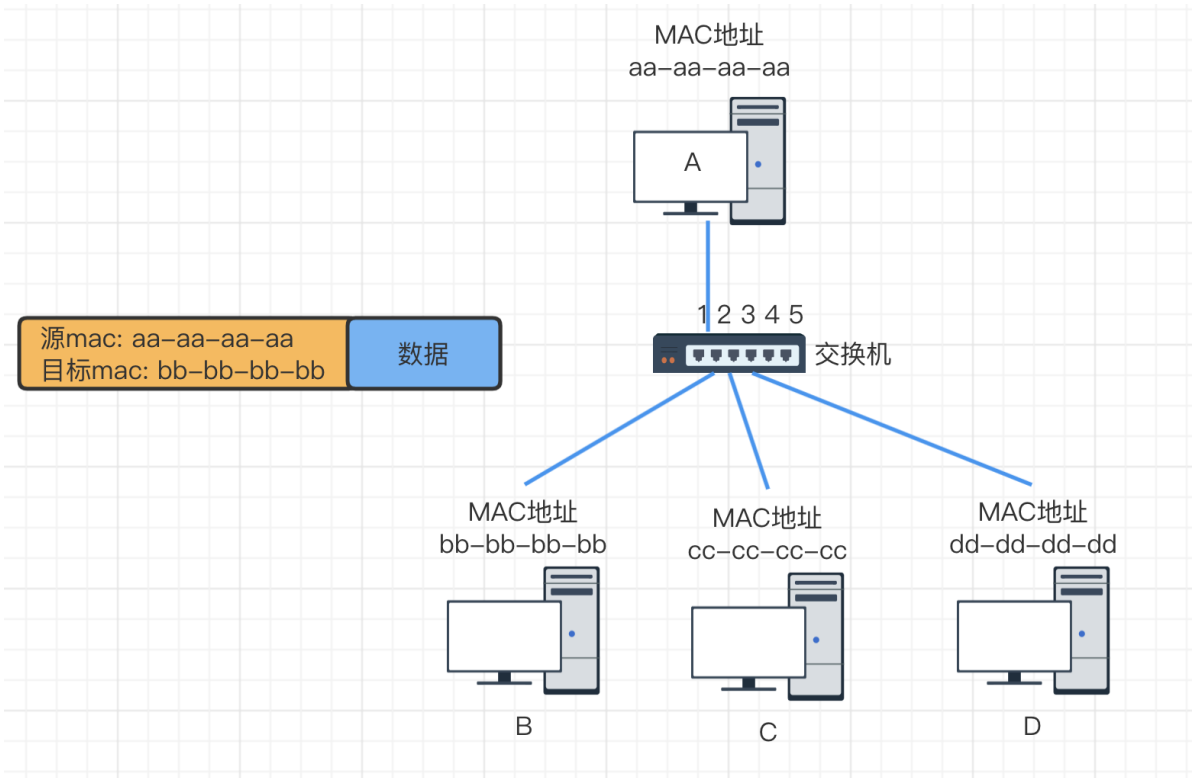 MAC地址
aa-aa-aa-aa
A
1 2 3 4 5
交换机
源mac: aa-aa-aa-aa
目标mac: bb-bb-bb-bb
数据
MAC地址
bb-bb-bb-bb
B
MAC地址
cc-cc-cc-cc
C
MAC地址
dd-dd-dd-dd
D